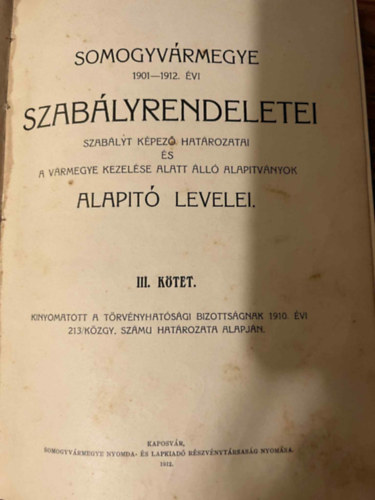 SOMOGYVÁRMEGYE
1901—1912. ÉVI
SZABÁLYRENDELETEI
SZABÁLYT KÉPEZŐ HATÁROZATAI
ÉS
A VÁRMEGYE KEZELÉSE ALATT ÁLLÓ ALAPITVÁNYOK
ALAPITÓ LEVELEI.
III. KÖTET.
KINYOMATOTT A TÖRVÉNYHATÓSÁGI BIZOTTSÁGNAK 1910. ÉVI
213/KÖZGY. SZÁMU HATÁROZATA ALAPJÁN.
KAPOSVÁR,
SOMOGYVÁRMEGYE NYOMDA- ÉS LAPKIADÓ RÉSZVÉNYTÁRSASÁG NYOMÁSA.
1912.